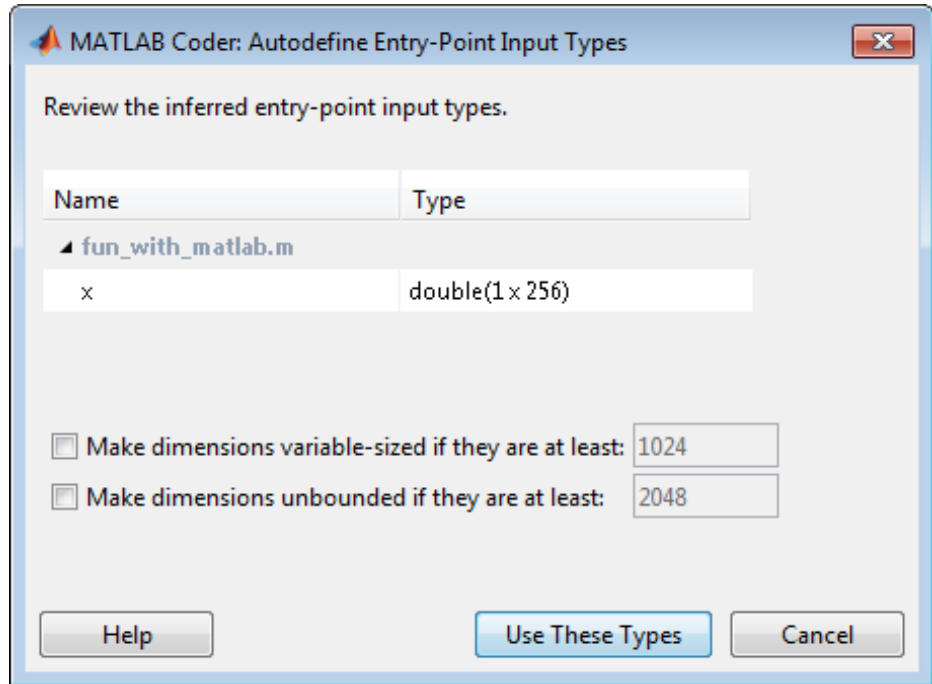 MATLAB Coder: Autodefine Entry-Point Input Types
Review the inferred entry-point input types.
Name Type
fun_with_matlab.m
x double(1 x 256)
Make dimensions variable-sized if they are at least: 1024
Make dimensions unbounded if they are at least: 2048
Help Use These Types Cancel